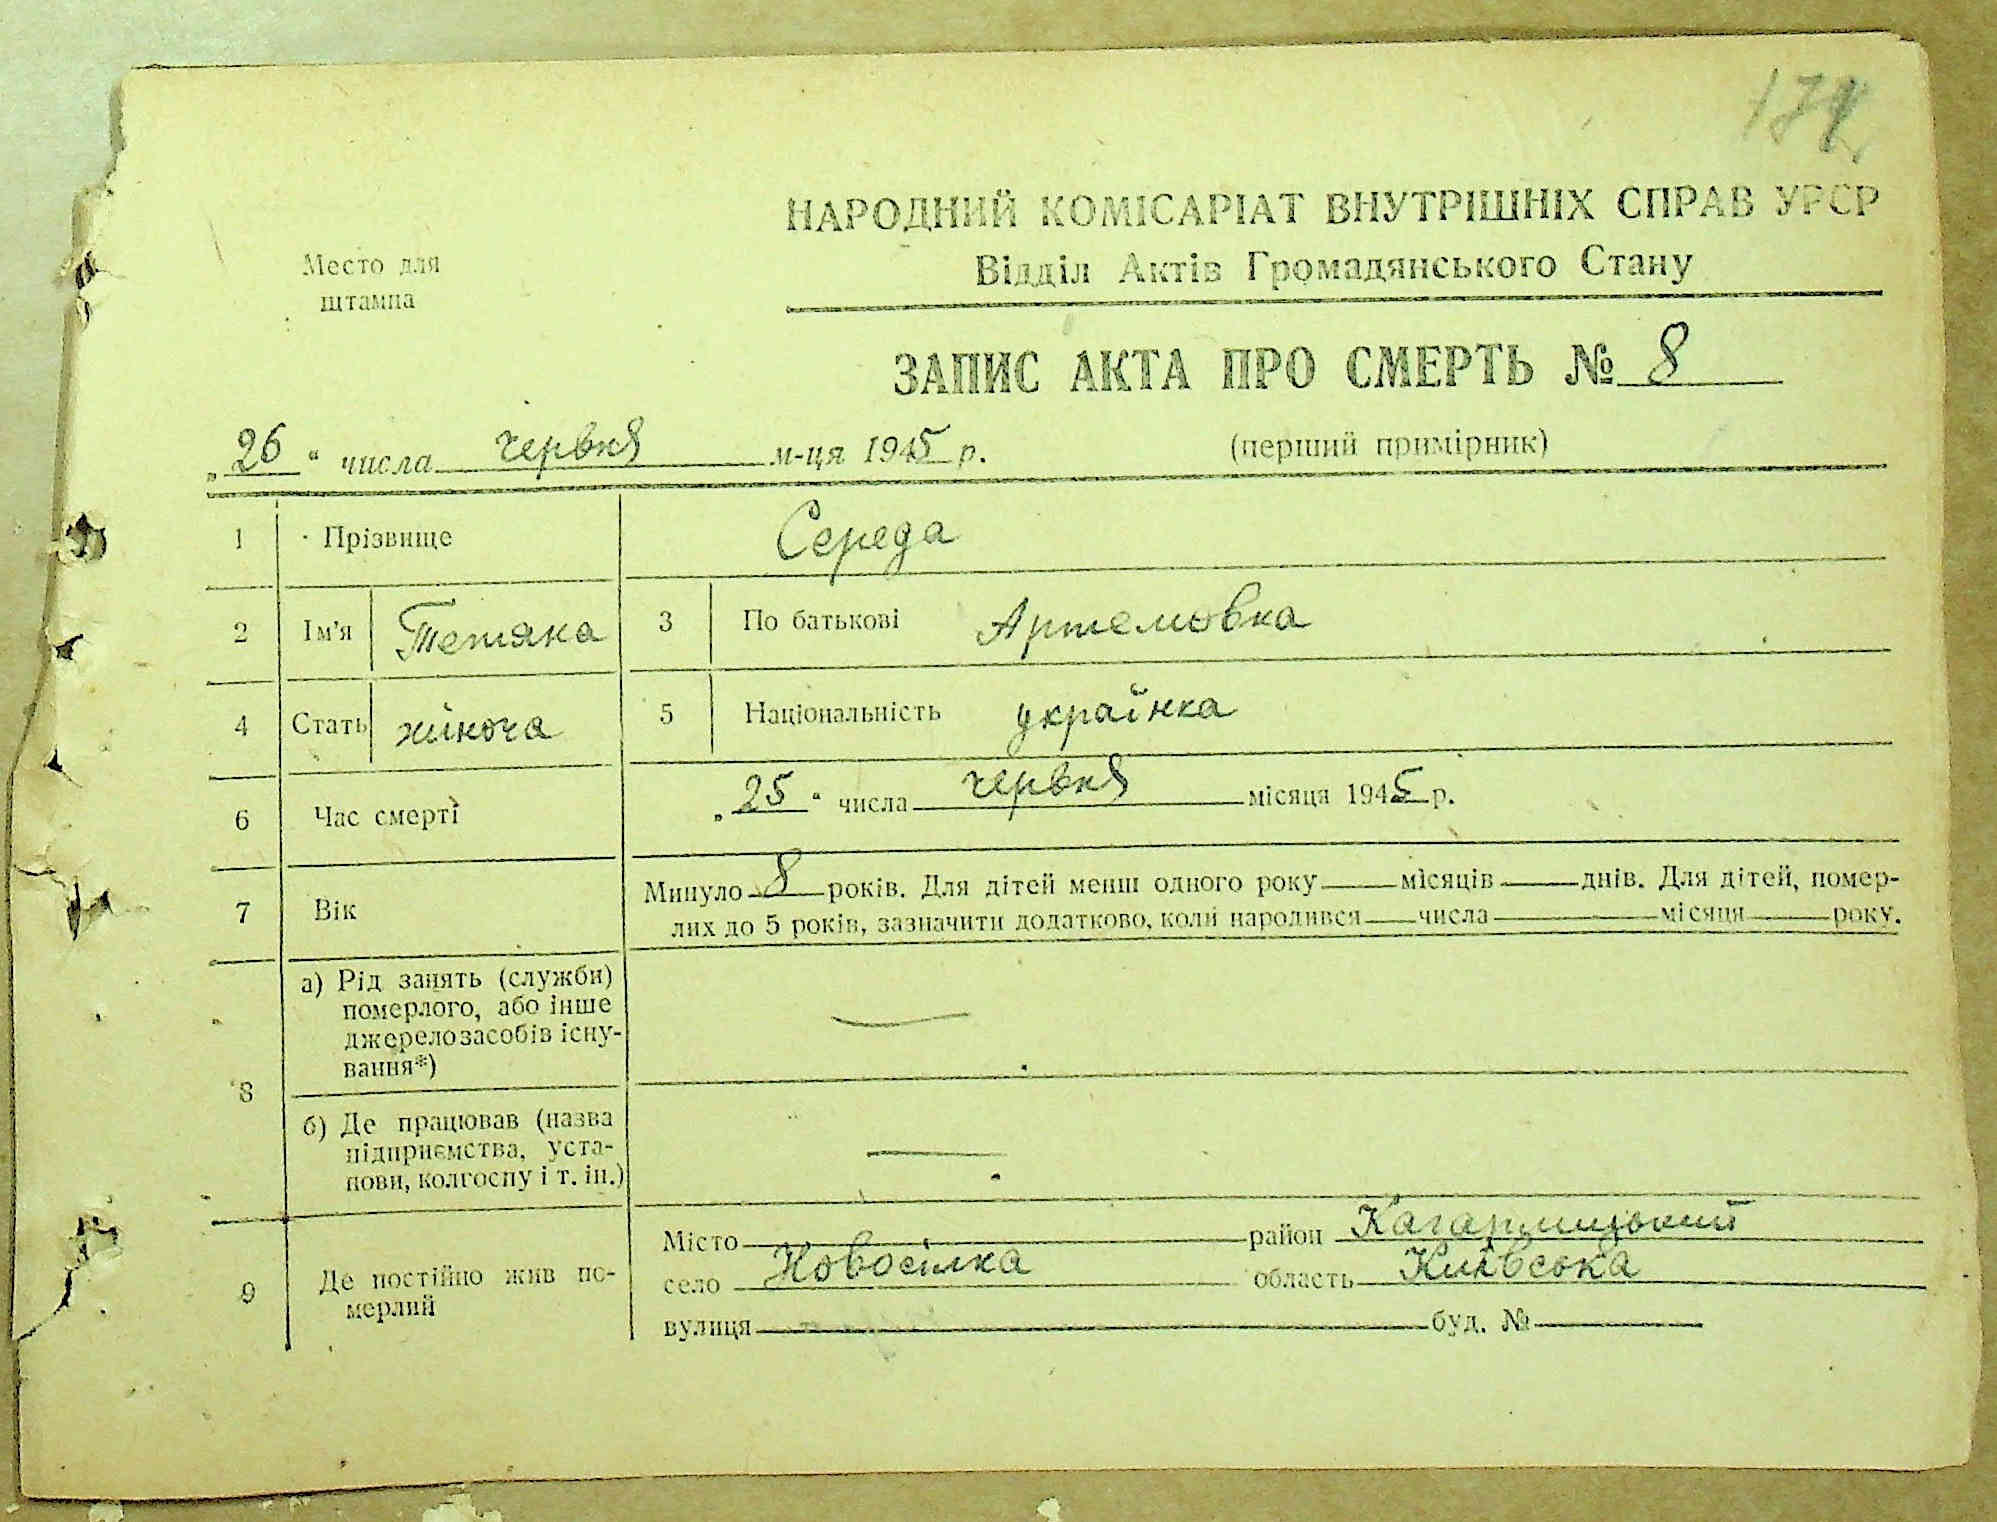 НАРОДНИЙ КОМІСАРІАТ ВНУТРІШНІХ СПРАВ УРСР
Место для
штампа
Відділ Актів Громадянського Стану
ЗАПИС АКТА ПРО СМЕРТЬ № 8
„26“ числа червня м-ця 1945 р. (перший примірник)
1 Прізвище Середа
2 Ім'я Тетяна 3 По батькові Артемовна
4 Стать жіноча 5 Національність українка
6 Час смерті „25“ числа червня місяця 1945 р.
7 Вік Минуло 8 років. Для дітей менш одного року — місяців — днів. Для дітей, помер-
лих до 5 років, зазначити додатково, коли народився — числа — місяця — року.
8 а) Рід занять (служби)
померлого, або інше
джерело засобів існу-
вання*) —
б) Де працював (назва
підприємства, уста-
нови, колгоспу і т. ін.) —
9 Де постійно жив по-
мерлий
Місто район Кагарлицький
село Новосілка область Київська
вулиця буд. №